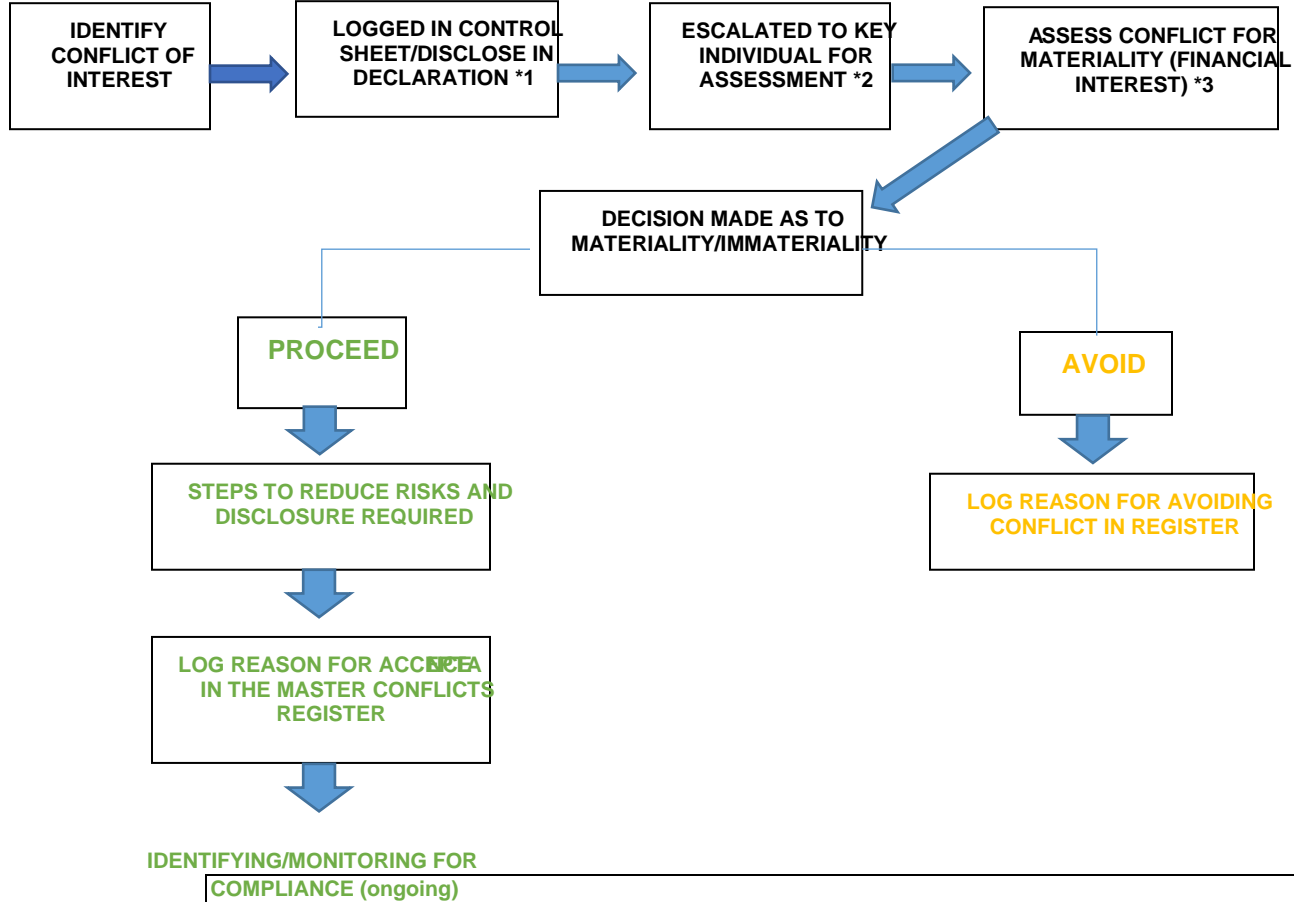 IDENTIFY
CONFLICT OF
INTEREST
LOGGED IN CONTROL
SHEET/DISCLOSE IN
DECLARATION *1
ESCALATED TO KEY
INDIVIDUAL FOR
ASSESSMENT *2
ASSESS CONFLICT FOR
MATERIALITY (FINANCIAL
INTEREST) *3
DECISION MADE AS TO
MATERIALITY/IMMATERIALITY
PROCEED
AVOID
STEPS TO REDUCE RISKS AND
DISCLOSURE REQUIRED
LOG REASON FOR AVOIDING
CONFLICT IN REGISTER
LOG REASON FOR
IN THE MASTER CONFLICTS
REGISTER
IDENTIFYING/MONITORING FOR
COMPLIANCE (ongoing)